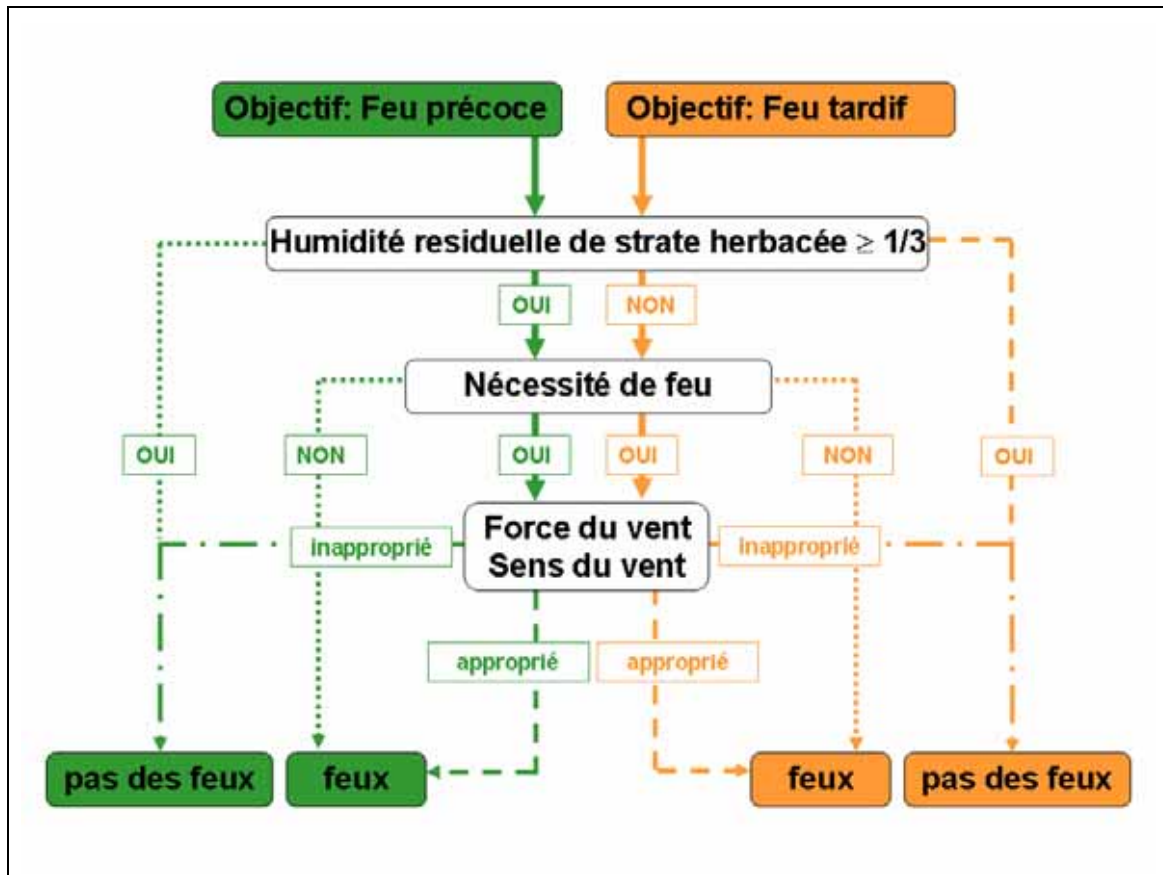 Objectif: Feu précoce
Objectif: Feu tardif
Humidité residuelle de strate herbacée ≥ 1/3
OUI
NON
Nécessité de feu
OUI
NON
OUI
OUI
NON
OUI
Force du vent
Sens du vent
inapproprié
inapproprié
approprié
approprié
pas des feux
feux
feux
pas des feux